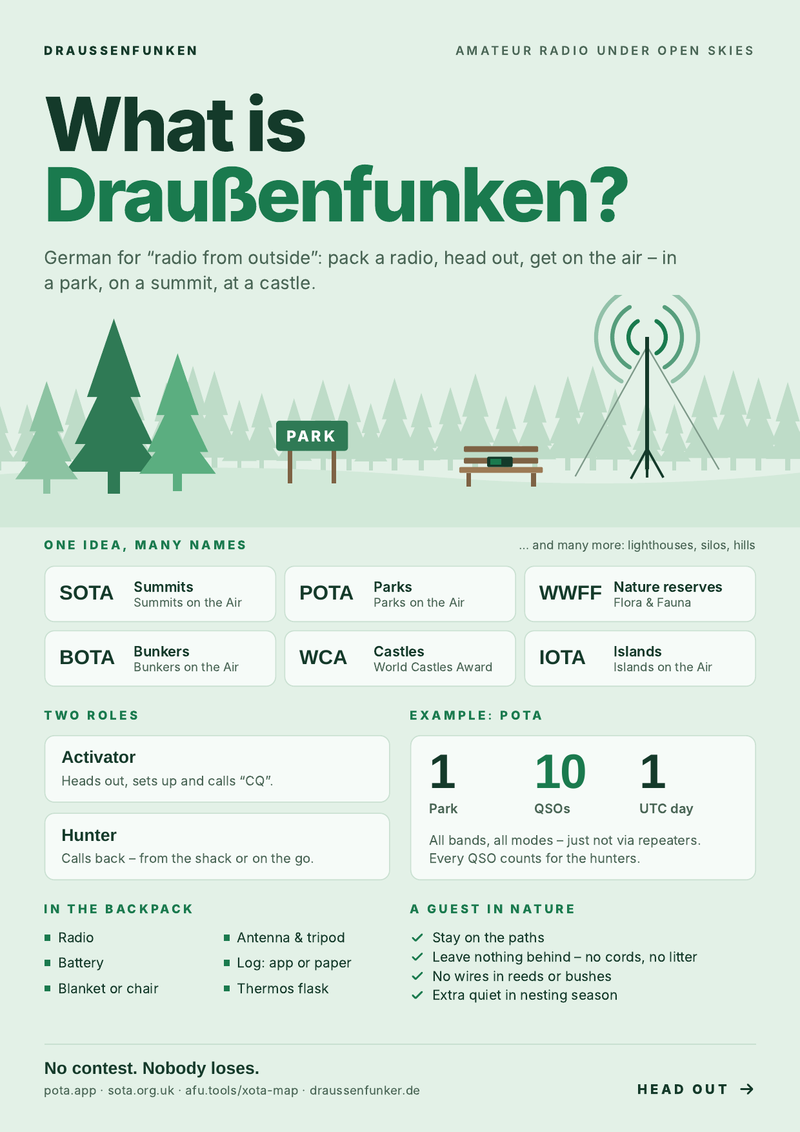 DRAUSSENFUNKEN
AMATEUR RADIO UNDER OPEN SKIES
What is
Draußenfunken?
German for “radio from outside”: pack a radio, head out, get on the air – in
a park, on a summit, at a castle.
PARK
ONE IDEA, MANY NAMES
... and many more: lighthouses, silos, hills
SOTA
Summits
Summits on the Air
POTA
Parks
Parks on the Air
WWFF
Nature reserves
Flora & Fauna
BOTA
Bunkers
Bunkers on the Air
WCA
Castles
World Castles Award
IOTA
Islands
Islands on the Air
TWO ROLES
Activator
Heads out, sets up and calls “CQ”.
Hunter
Calls back – from the shack or on the go.
EXAMPLE: POTA
1
Park
10
QSOs
1
UTC day
All bands, all modes – just not via repeaters.
Every QSO counts for the hunters.
IN THE BACKPACK
Radio
Battery
Blanket or chair
Antenna & tripod
Log: app or paper
Thermos flask
A GUEST IN NATURE
Stay on the paths
Leave nothing behind – no cords, no litter
No wires in reeds or bushes
Extra quiet in nesting season
No contest. Nobody loses.
pota.app · sota.org.uk · afu.tools/xota-map · draussenfunker.de
HEAD OUT →